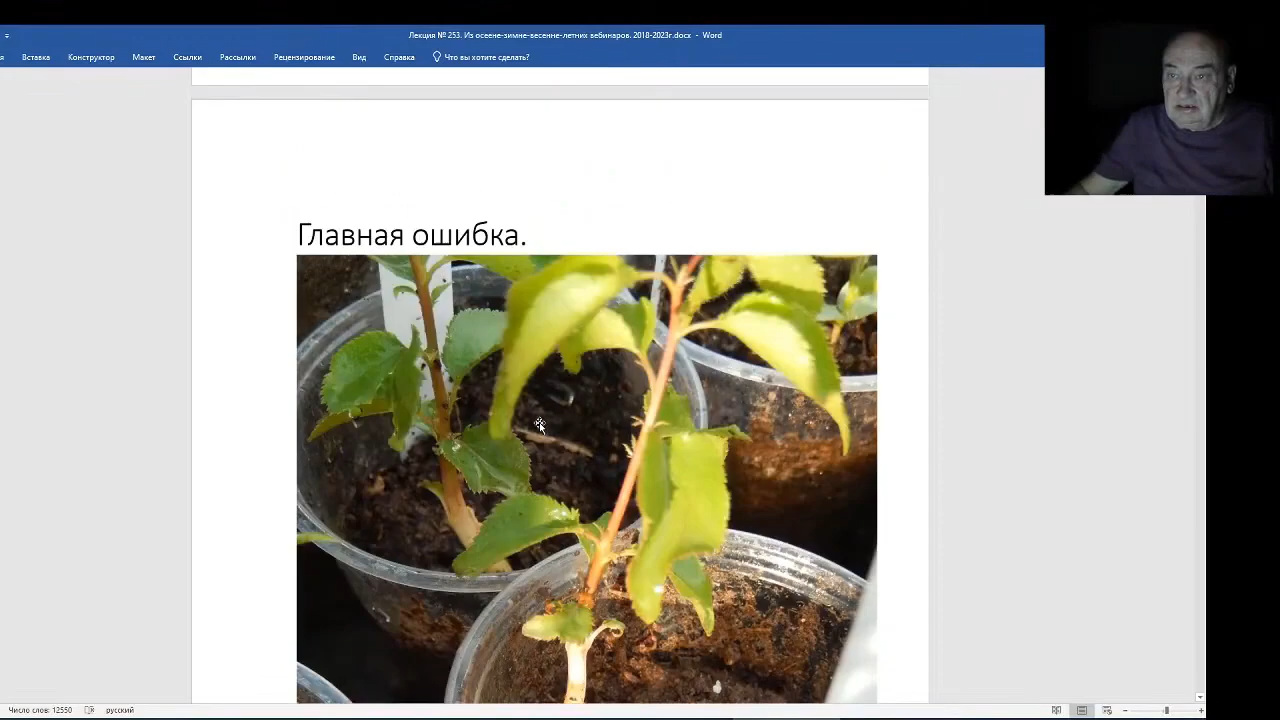 Лекция № 253. Из осеене-зимне-весенне-летних вебинаров. 2018-2023г.docx - Word
Вставка Конструктор Макет Ссылки Рассылки Рецензирование Вид Справка Что вы хотите сделать?
Главная ошибка.
Число слов: 12550 русский